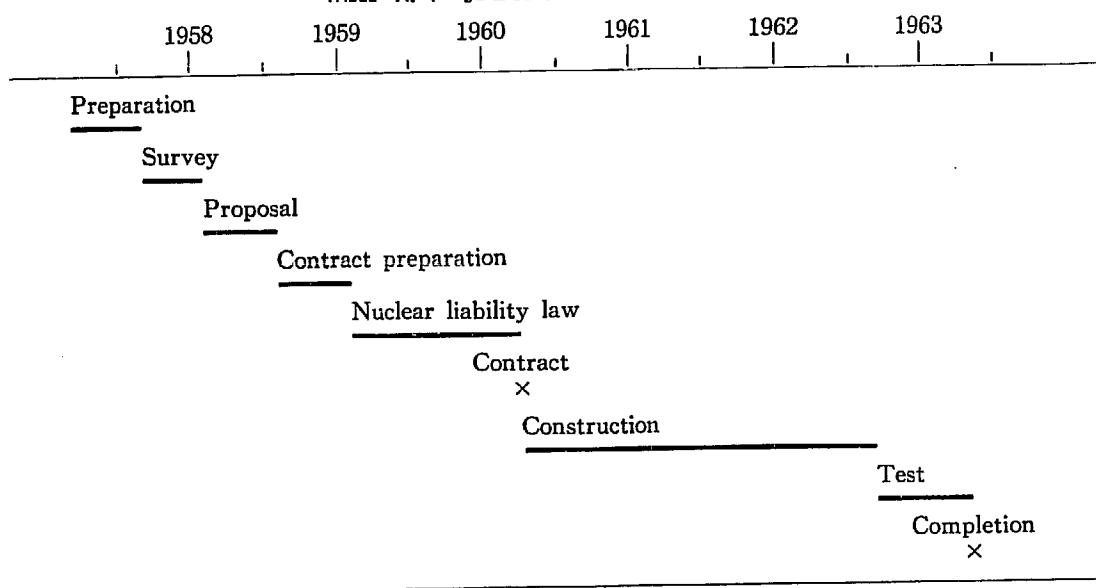 1958 1959 1960 1961 1962 1963
Preparation
Survey
Proposal
Contract preparation
Nuclear liability law
Contract
×
Construction
Test
Completion
×